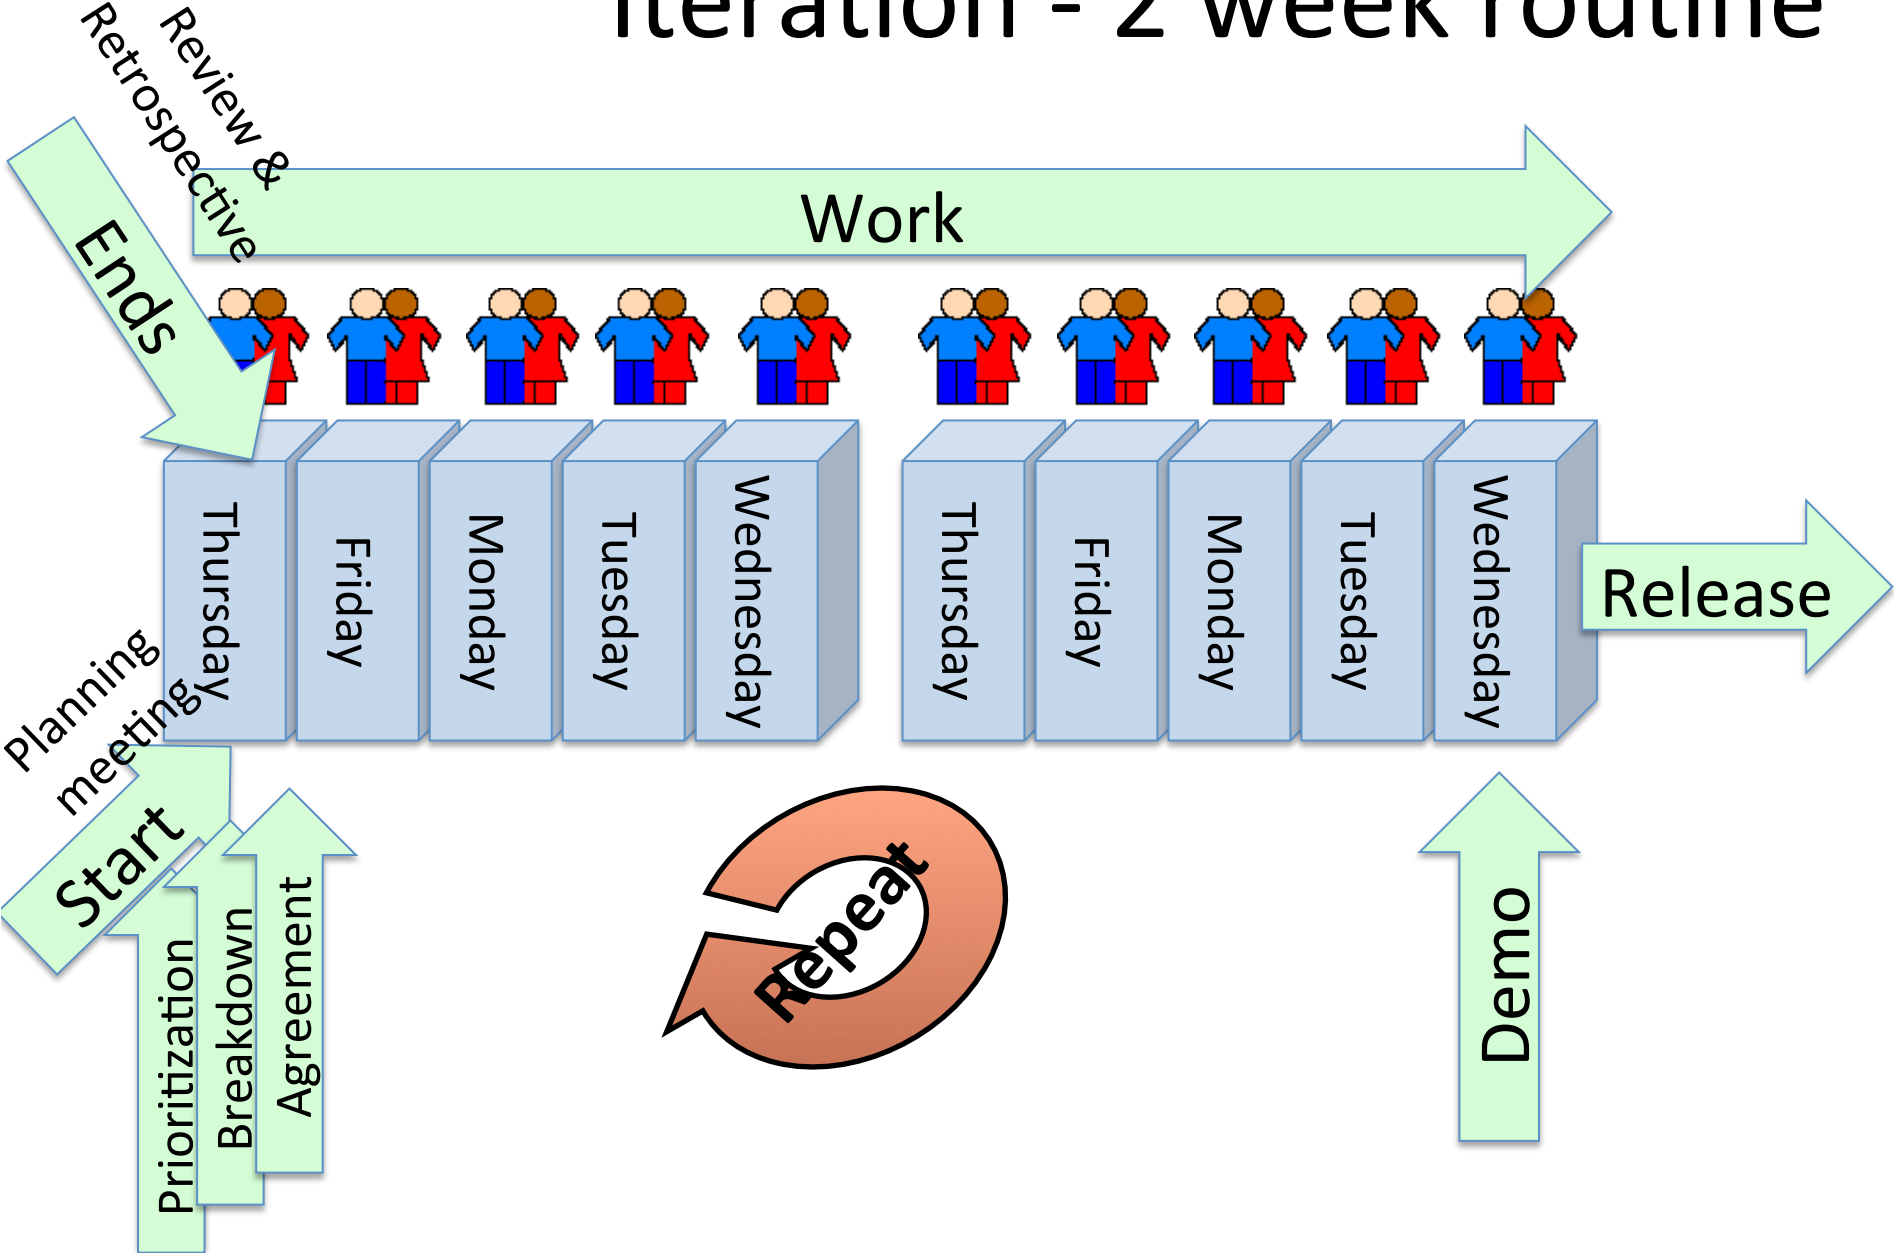 Iteration - 2 week routine
Review &
Retrospective
Ends
Work
Thursday
Friday
Monday
Tuesday
Wednesday
Thursday
Friday
Monday
Tuesday
Wednesday
Release
Planning
meeting
Start
Prioritization
Breakdown
Agreement
Repeat
Demo